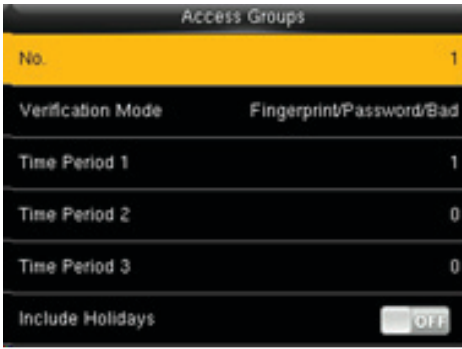 Access Groups
No. 1
Verification Mode Fingerprint/Password/Bad
Time Period 1 1
Time Period 2 0
Time Period 3 0
Include Holidays OFF